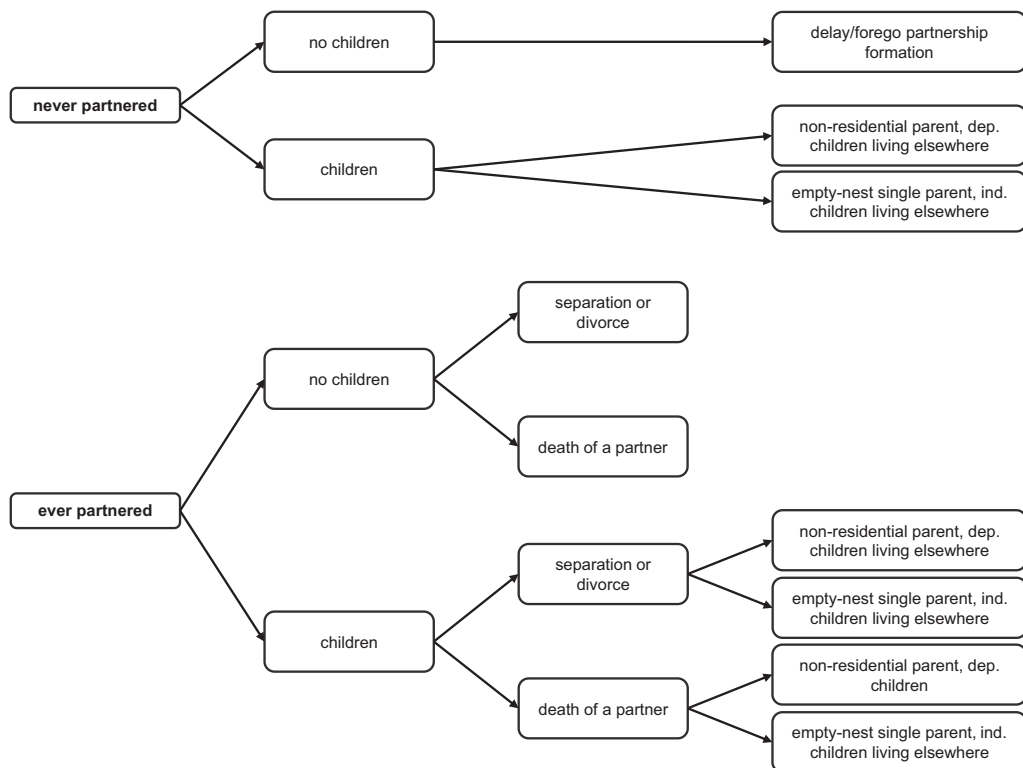 no children
delay/forego partnership
formation
never partnered
non-residential parent, dep.
children living elsewhere
children
empty-nest single parent, ind.
children living elsewhere
separation or
divorce
no children
death of a partner
ever partnered
non-residential parent, dep.
children living elsewhere
separation or
divorce
empty-nest single parent, ind.
children living elsewhere
children
non-residential parent, dep.
children
death of a partner
empty-nest single parent, ind.
children living elsewhere